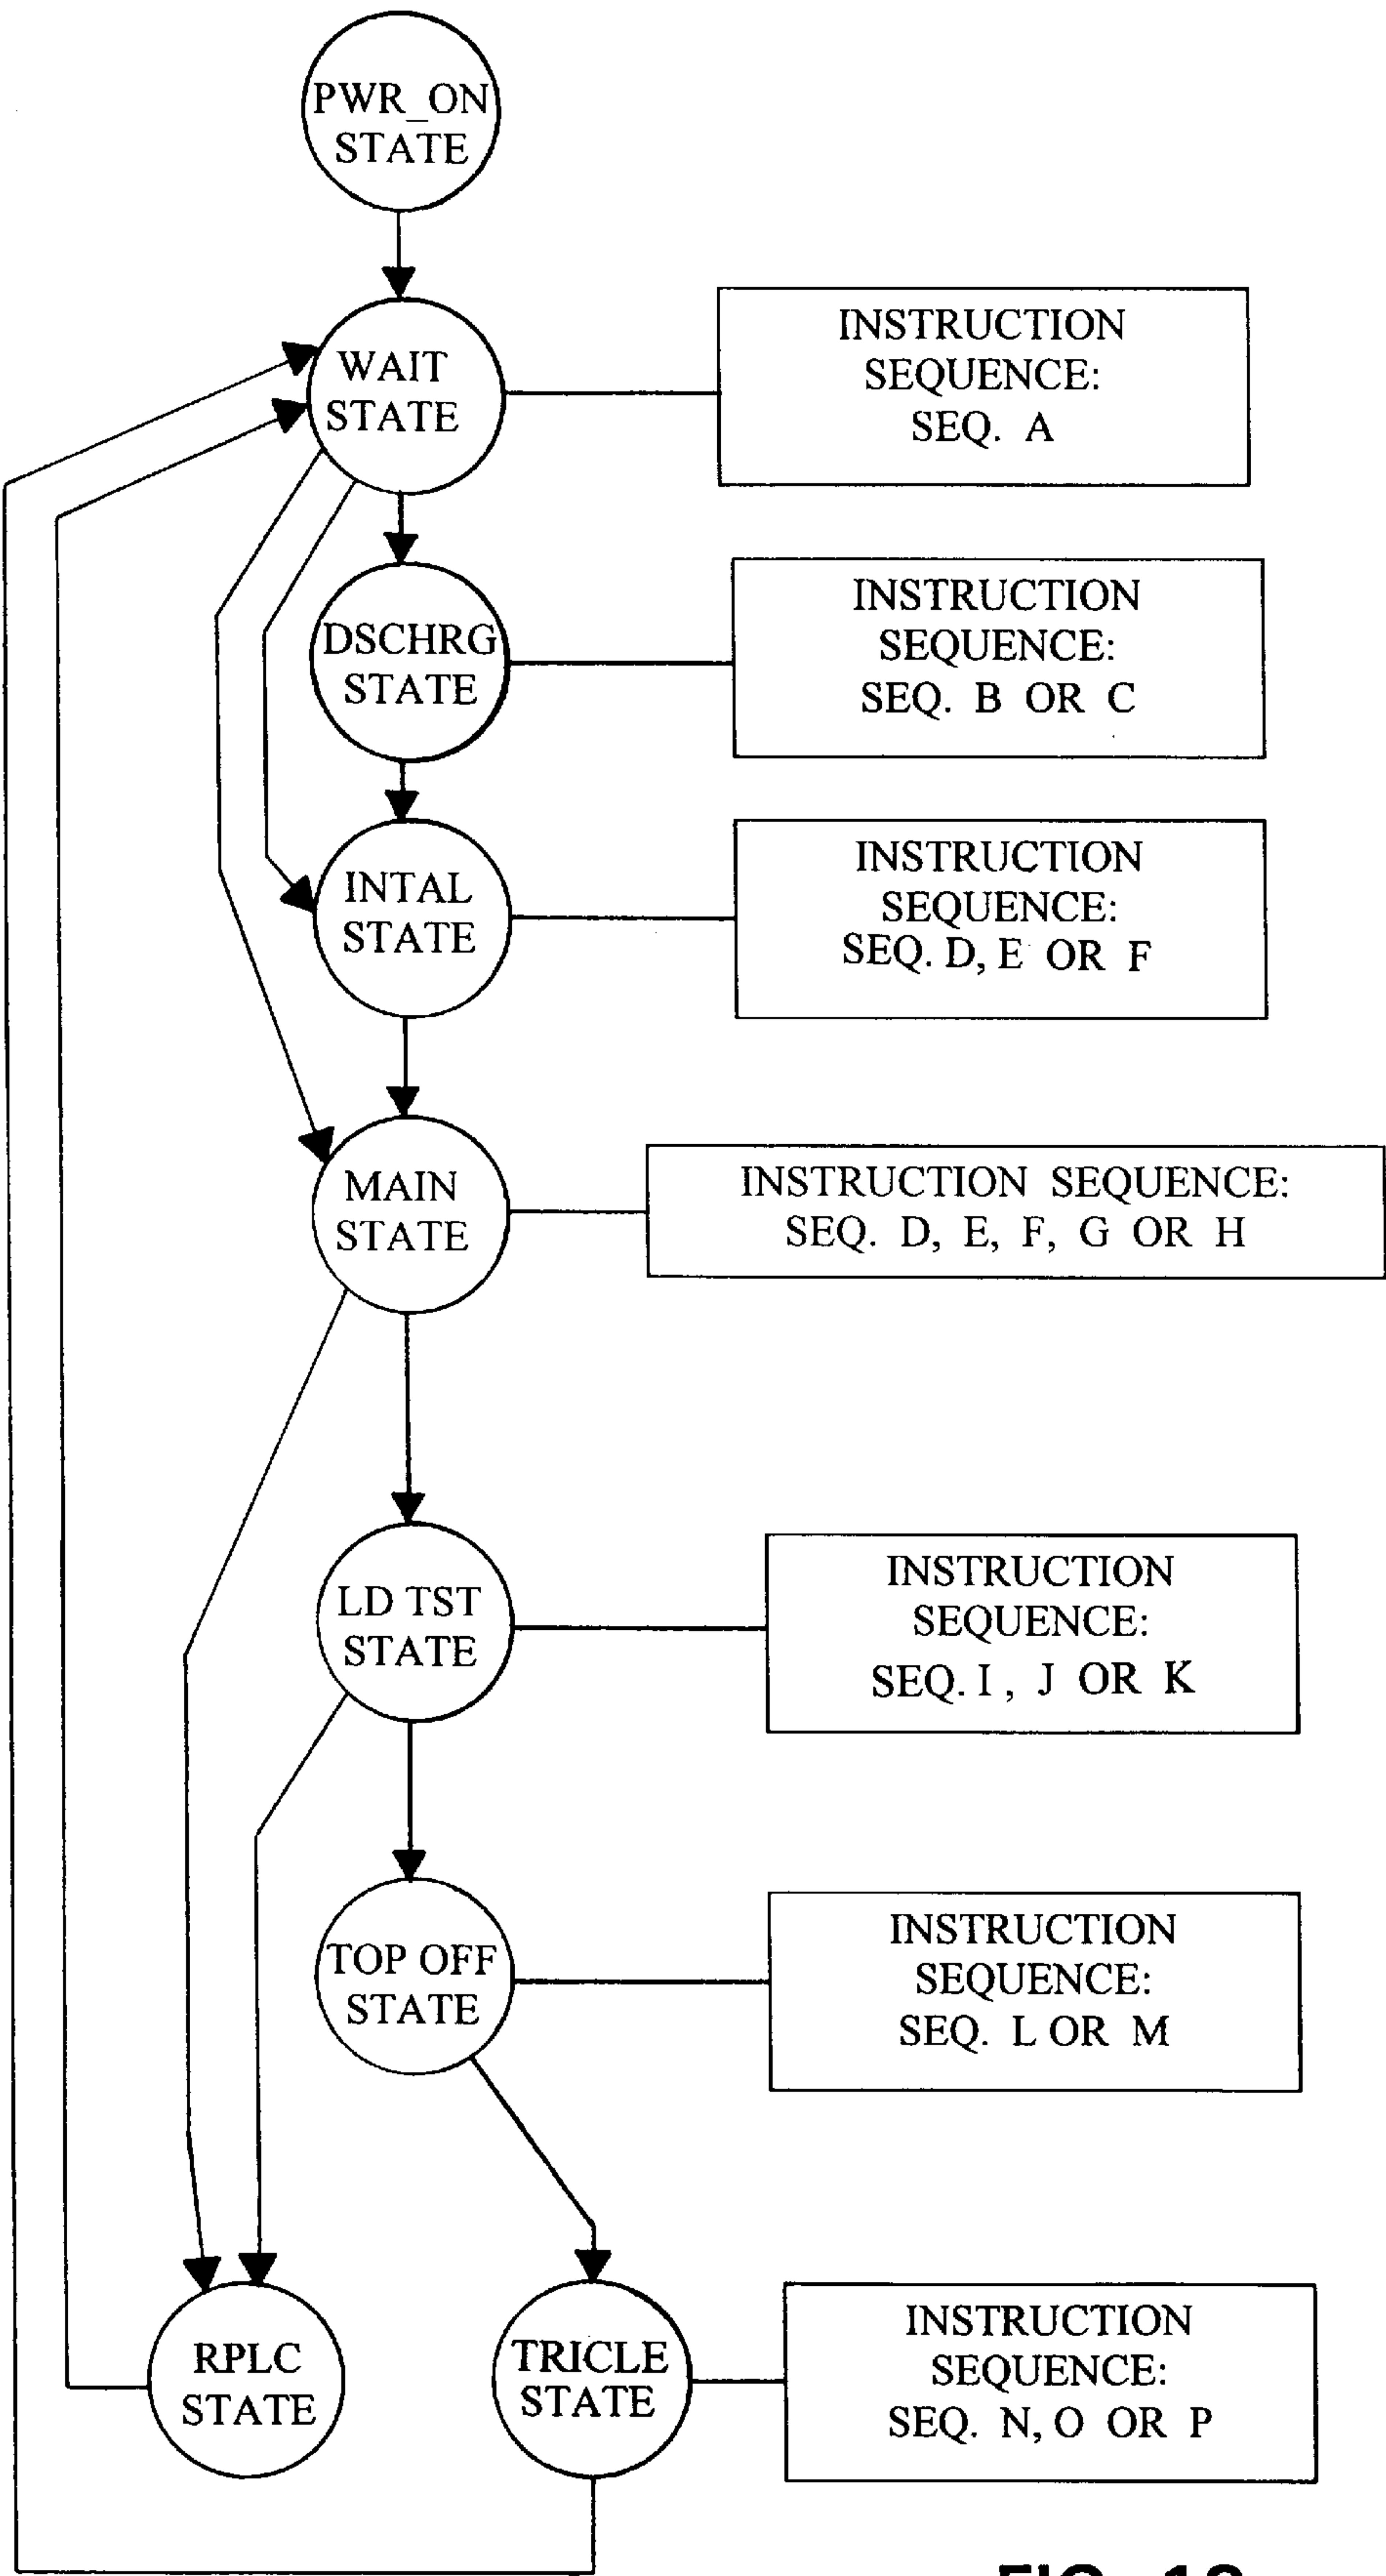 PWR_ON
STATE
WAIT
STATE
INSTRUCTION
SEQUENCE:
SEQ. A
DSCHRG
STATE
INSTRUCTION
SEQUENCE:
SEQ. B OR C
INTAL
STATE
INSTRUCTION
SEQUENCE:
SEQ. D, E OR F
MAIN
STATE
INSTRUCTION SEQUENCE:
SEQ. D, E, F, G OR H
LD TST
STATE
INSTRUCTION
SEQUENCE:
SEQ. I , J OR K
TOP OFF
STATE
INSTRUCTION
SEQUENCE:
SEQ. L OR M
RPLC
STATE
TRICLE
STATE
INSTRUCTION
SEQUENCE:
SEQ. N, O OR P